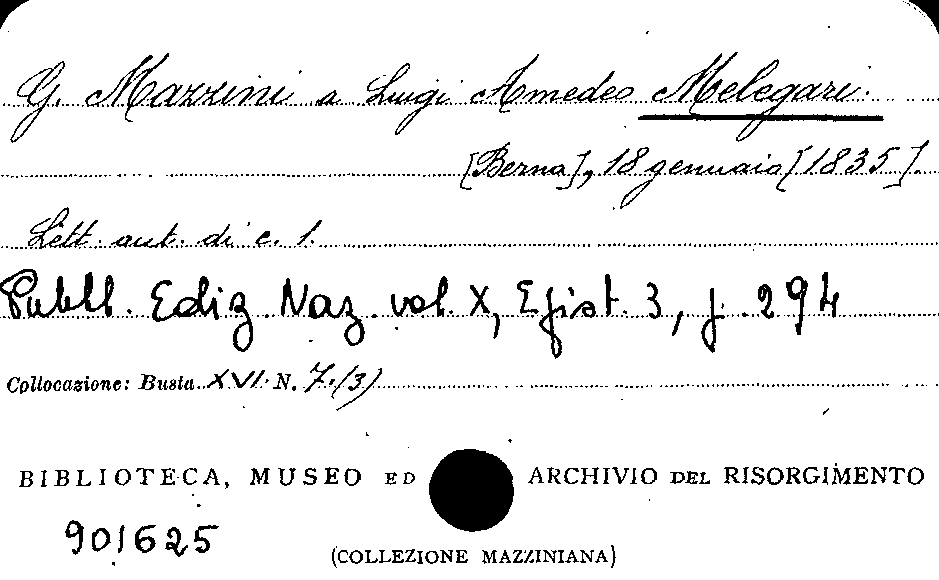 G. Mazzini a Luigi Amedeo Melegari.
[Berna], 18 gennaio [1835].
Lett. aut. di c. 1.
Pubbl. Ediz. Naz. vol. X, Epist. 3, p. 294
Collocazione: Busta XVI N. 7.(3)
BIBLIOTECA, MUSEO ED ARCHIVIO DEL RISORGIMENTO
901625
(COLLEZIONE MAZZINIANA)